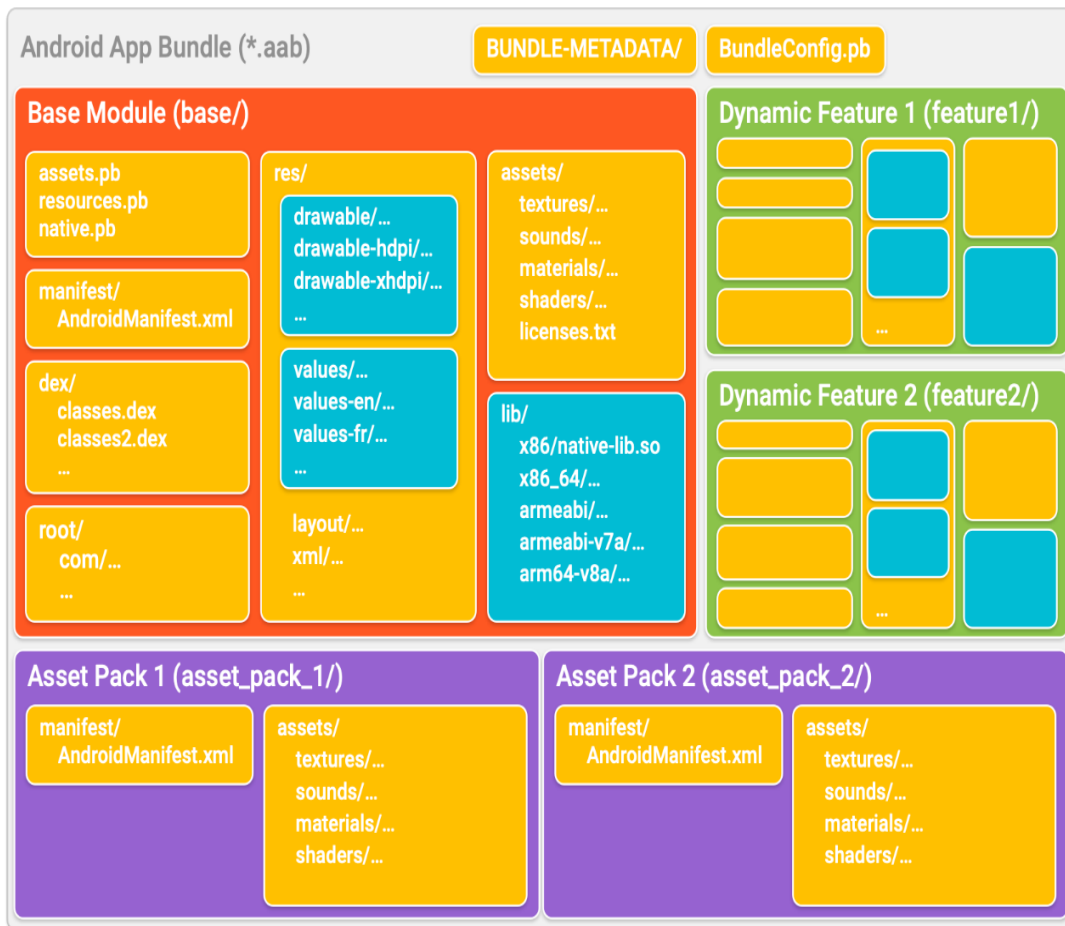 Android App Bundle (*.aab)
BUNDLE-METADATA/
BundleConfig.pb
Base Module (base/)
assets.pb
resources.pb
native.pb
manifest/
AndroidManifest.xml
dex/
classes.dex
classes2.dex
…
root/
com/…
…
res/
drawable/…
drawable-hdpi/…
drawable-xhdpi/…
…
values/…
values-en/…
values-fr/…
…
layout/…
xml/…
…
assets/
textures/…
sounds/…
materials/…
shaders/…
licenses.txt
lib/
x86/native-lib.so
x86_64/…
armeabi/…
armeabi-v7a/…
arm64-v8a/…
Dynamic Feature 1 (feature1/)
…
Dynamic Feature 2 (feature2/)
…
Asset Pack 1 (asset_pack_1/)
manifest/
AndroidManifest.xml
assets/
textures/…
sounds/…
materials/…
shaders/…
Asset Pack 2 (asset_pack_2/)
manifest/
AndroidManifest.xml
assets/
textures/…
sounds/…
materials/…
shaders/…